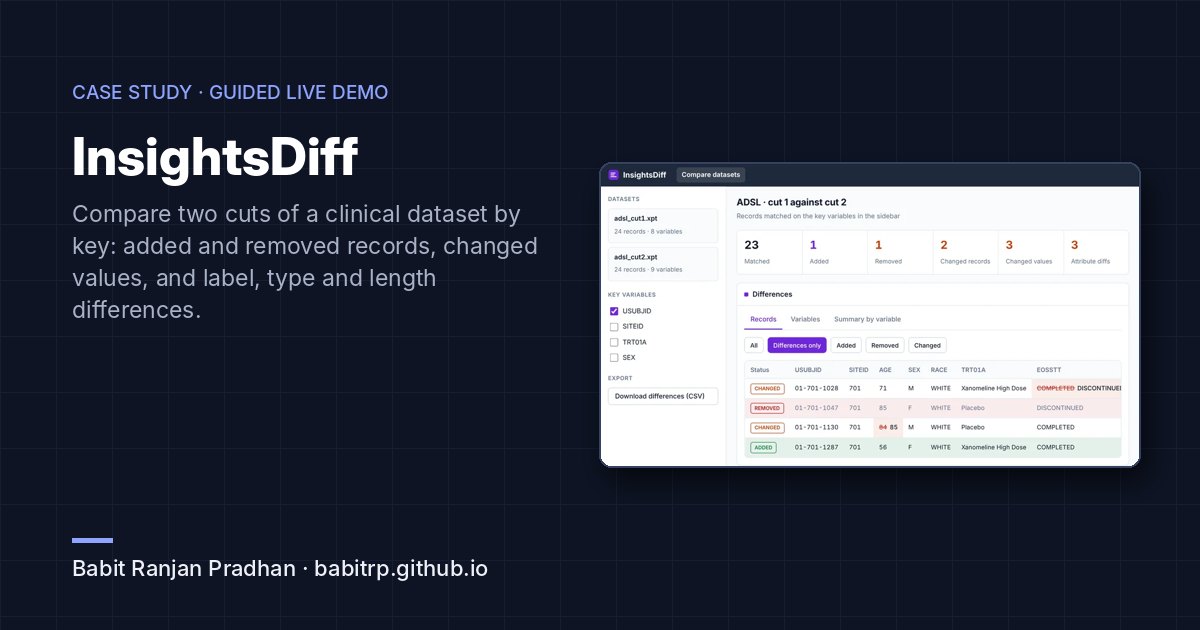 CASE STUDY · GUIDED LIVE DEMO
InsightsDiff
Compare two cuts of a clinical dataset by
key: added and removed records, changed
values, and label, type and length
differences.
Babit Ranjan Pradhan · babitrp.github.io
InsightsDiff Compare datasets
DATASETS
adsl_cut1.xpt
24 records · 8 variables
adsl_cut2.xpt
24 records · 9 variables
KEY VARIABLES
USUBJID
SITEID
TRT01A
SEX
EXPORT
Download differences (CSV)
ADSL · cut 1 against cut 2
Records matched on the key variables in the sidebar
23 1 1 2 3 3
Matched Added Removed Changed records Changed values Attribute diffs
Differences
Records Variables Summary by variable
All Differences only Added Removed Changed
Status USUBJID SITEID AGE SEX RACE TRT01A EOSSTT
CHANGED 01-701-1028 701 71 M WHITE Xanomeline High Dose COMPLETED DISCONTINUED
REMOVED 01-701-1047 701 85 F WHITE Placebo DISCONTINUED
CHANGED 01-701-1130 701 84 85 M WHITE Placebo COMPLETED
ADDED 01-701-1287 701 56 F WHITE Xanomeline High Dose COMPLETED